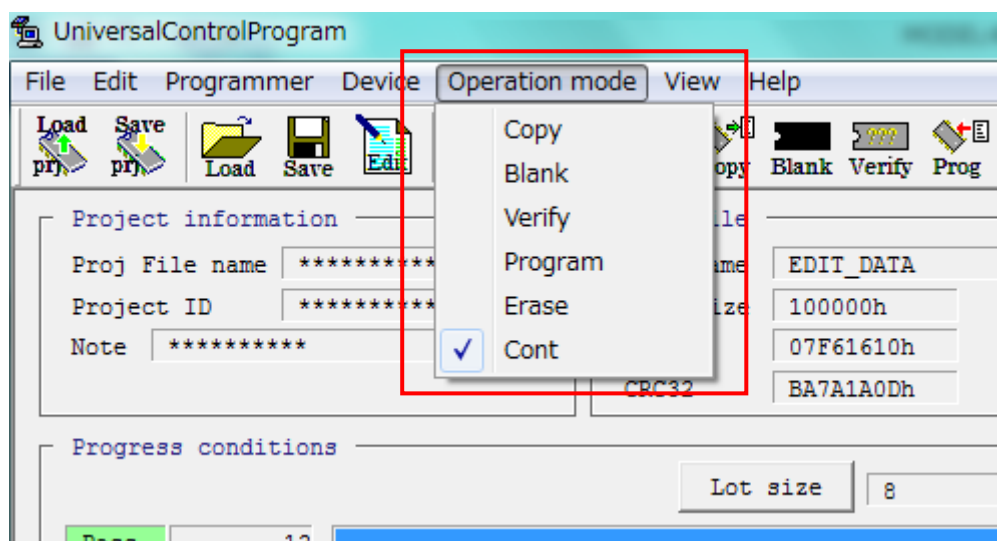 UniversalControlProgram
File Edit Programmer Device Operation mode View Help
Load prj Save prj Load Save Edit Blank Verify Prog
Copy
Blank
Verify
Program
Erase
Cont
Project information
Proj File name **********
Project ID **********
Note **********
EDIT_DATA
100000h
07F61610h
CRC32 BA7A1A0Dh
Progress conditions
Lot size 8
Pass 12